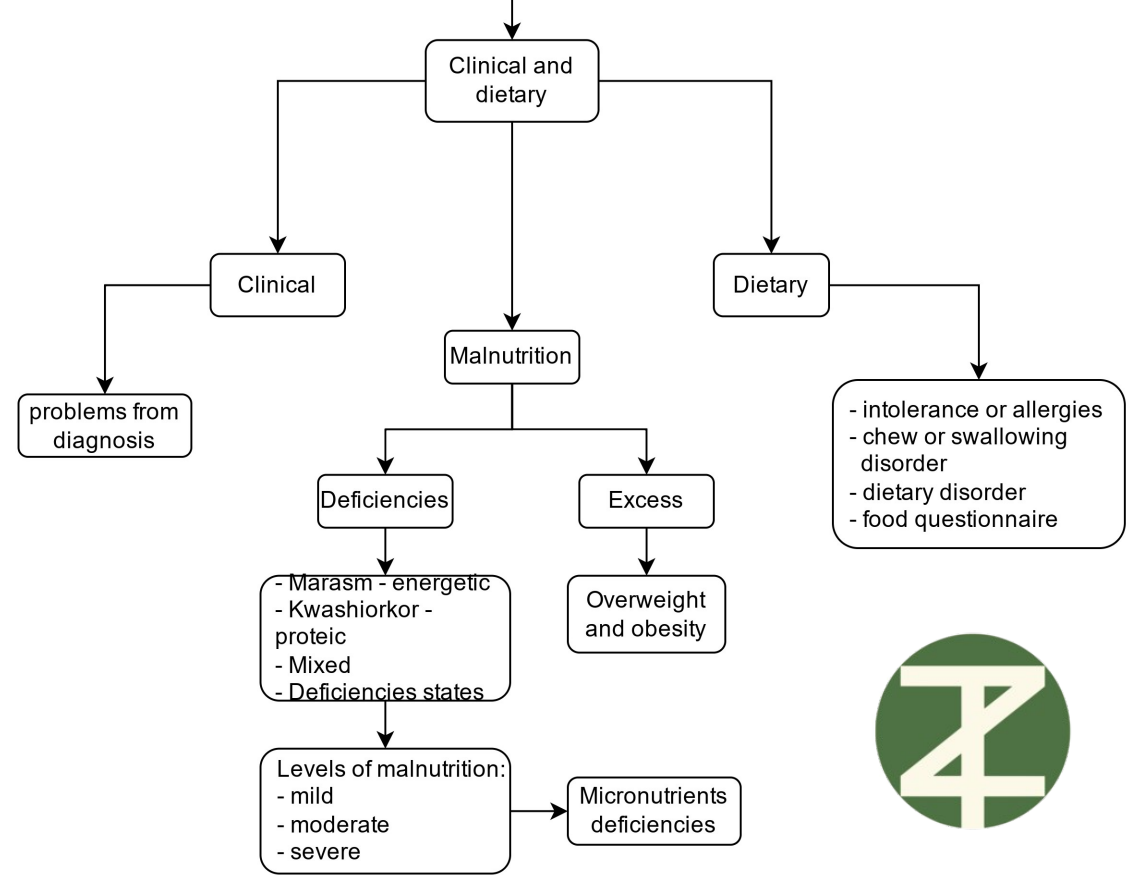 Clinical and
dietary
Clinical
Dietary
Malnutrition
problems from
diagnosis
- intolerance or allergies
- chew or swallowing
disorder
- dietary disorder
- food questionnaire
Deficiencies
Excess
- Marasm - energetic
- Kwashiorkor -
proteic
- Mixed
- Deficiencies states
Overweight
and obesity
Levels of malnutrition:
- mild
- moderate
- severe
Micronutrients
deficiencies